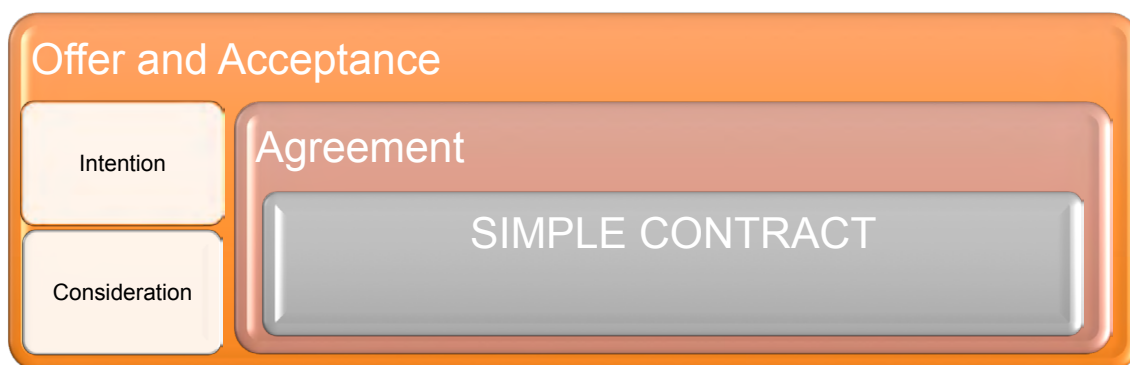 Offer and Acceptance
Intention
Agreement
SIMPLE CONTRACT
Consideration